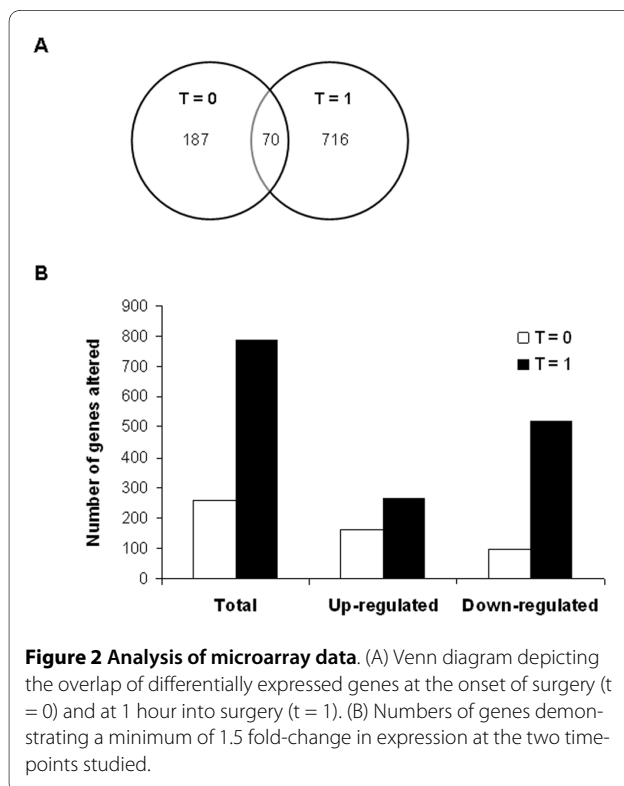 A
T = 0
T = 1
187
70
716
B
Number of genes altered
900
800
700
600
500
400
300
200
100
0
T = 0
T = 1
Total
Up-regulated
Down-regulated
Figure 2 Analysis of microarray data. (A) Venn diagram depicting
the overlap of differentially expressed genes at the onset of surgery (t
= 0) and at 1 hour into surgery (t = 1). (B) Numbers of genes demon-
strating a minimum of 1.5 fold-change in expression at the two time-
points studied.